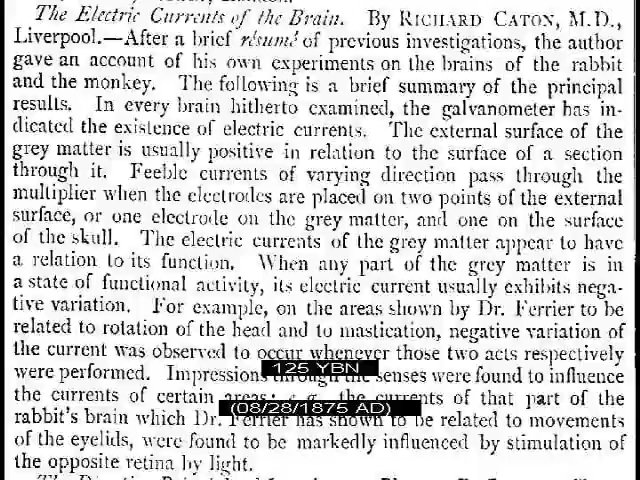 The Electric Currents of the Brain. By RICHARD CATON, M.D.,
Liverpool.—After a brief résumé of previous investigations, the author
gave an account of his own experiments on the brains of the rabbit
and the monkey. The following is a brief summary of the principal
results. In every brain hitherto examined, the galvanometer has in-
dicated the existence of electric currents. The external surface of the
grey matter is usually positive in relation to the surface of a section
through it. Feeble currents of varying direction pass through the
multiplier when the electrodes are placed on two points of the external
surface, or one electrode on the grey matter, and one on the surface
of the skull. The electric currents of the grey matter appear to have
a relation to its function. When any part of the grey matter is in
a state of functional activity, its electric current usually exhibits nega-
tive variation. For example, on the areas shown by Dr. Ferrier to be
related to rotation of the head and to mastication, negative variation of
the current was observed to occur whenever those two acts respectively
125 YBN
were performed. Impressions through the senses were found to influence
the currents of certain areas; e.g., the currents of that part of the
(08/28/1875 AD)
rabbit's brain which Dr. Ferrier has shown to be related to movements
of the eyelids, were found to be markedly influenced by stimulation of
the opposite retina by light.